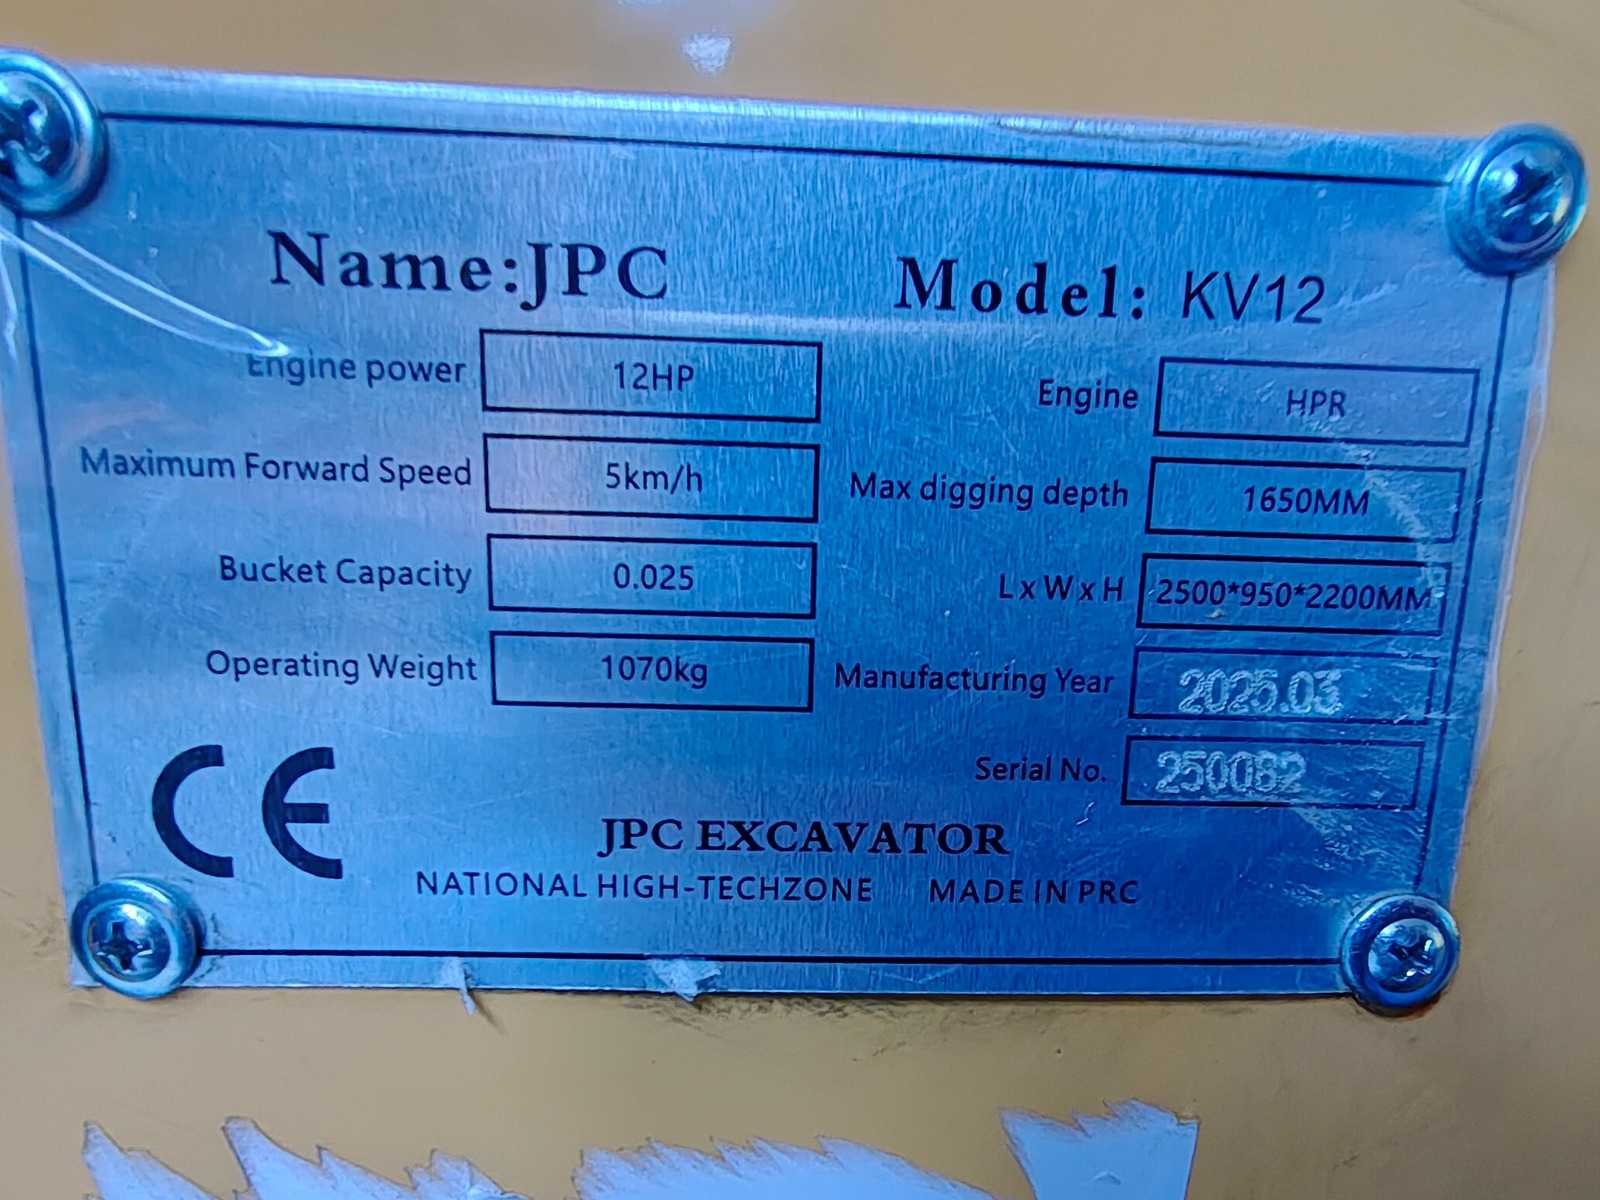 Name:JPC Model: KV12
Engine power 12HP Engine HPR
Maximum Forward Speed 5km/h Max digging depth 1650MM
Bucket Capacity 0.025 LxWxH 2500*950*2200MM
Operating Weight 1070kg Manufacturing Year 2025.03
Serial No. 250082
CE
JPC EXCAVATOR
NATIONAL HIGH-TECHZONE MADE IN PRC